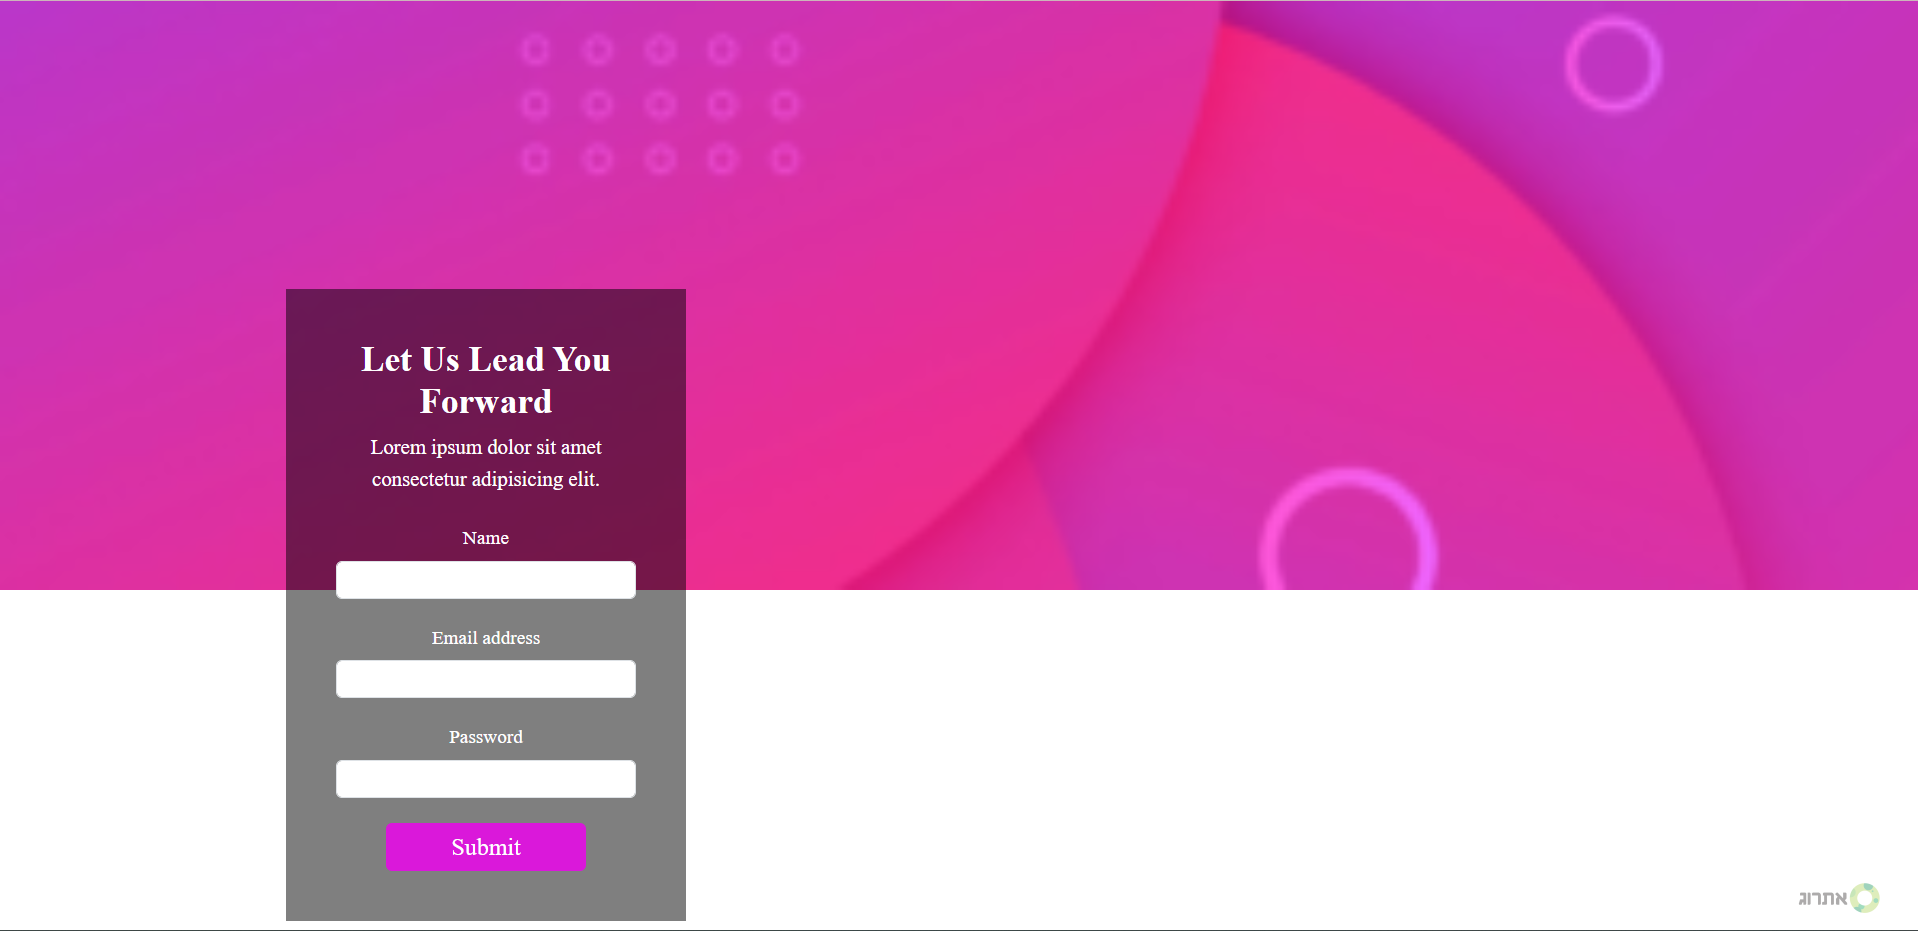 Let Us Lead You
Forward
Lorem ipsum dolor sit amet
consectetur adipisicing elit.
Name
Email address
Password
Submit
אתרוג